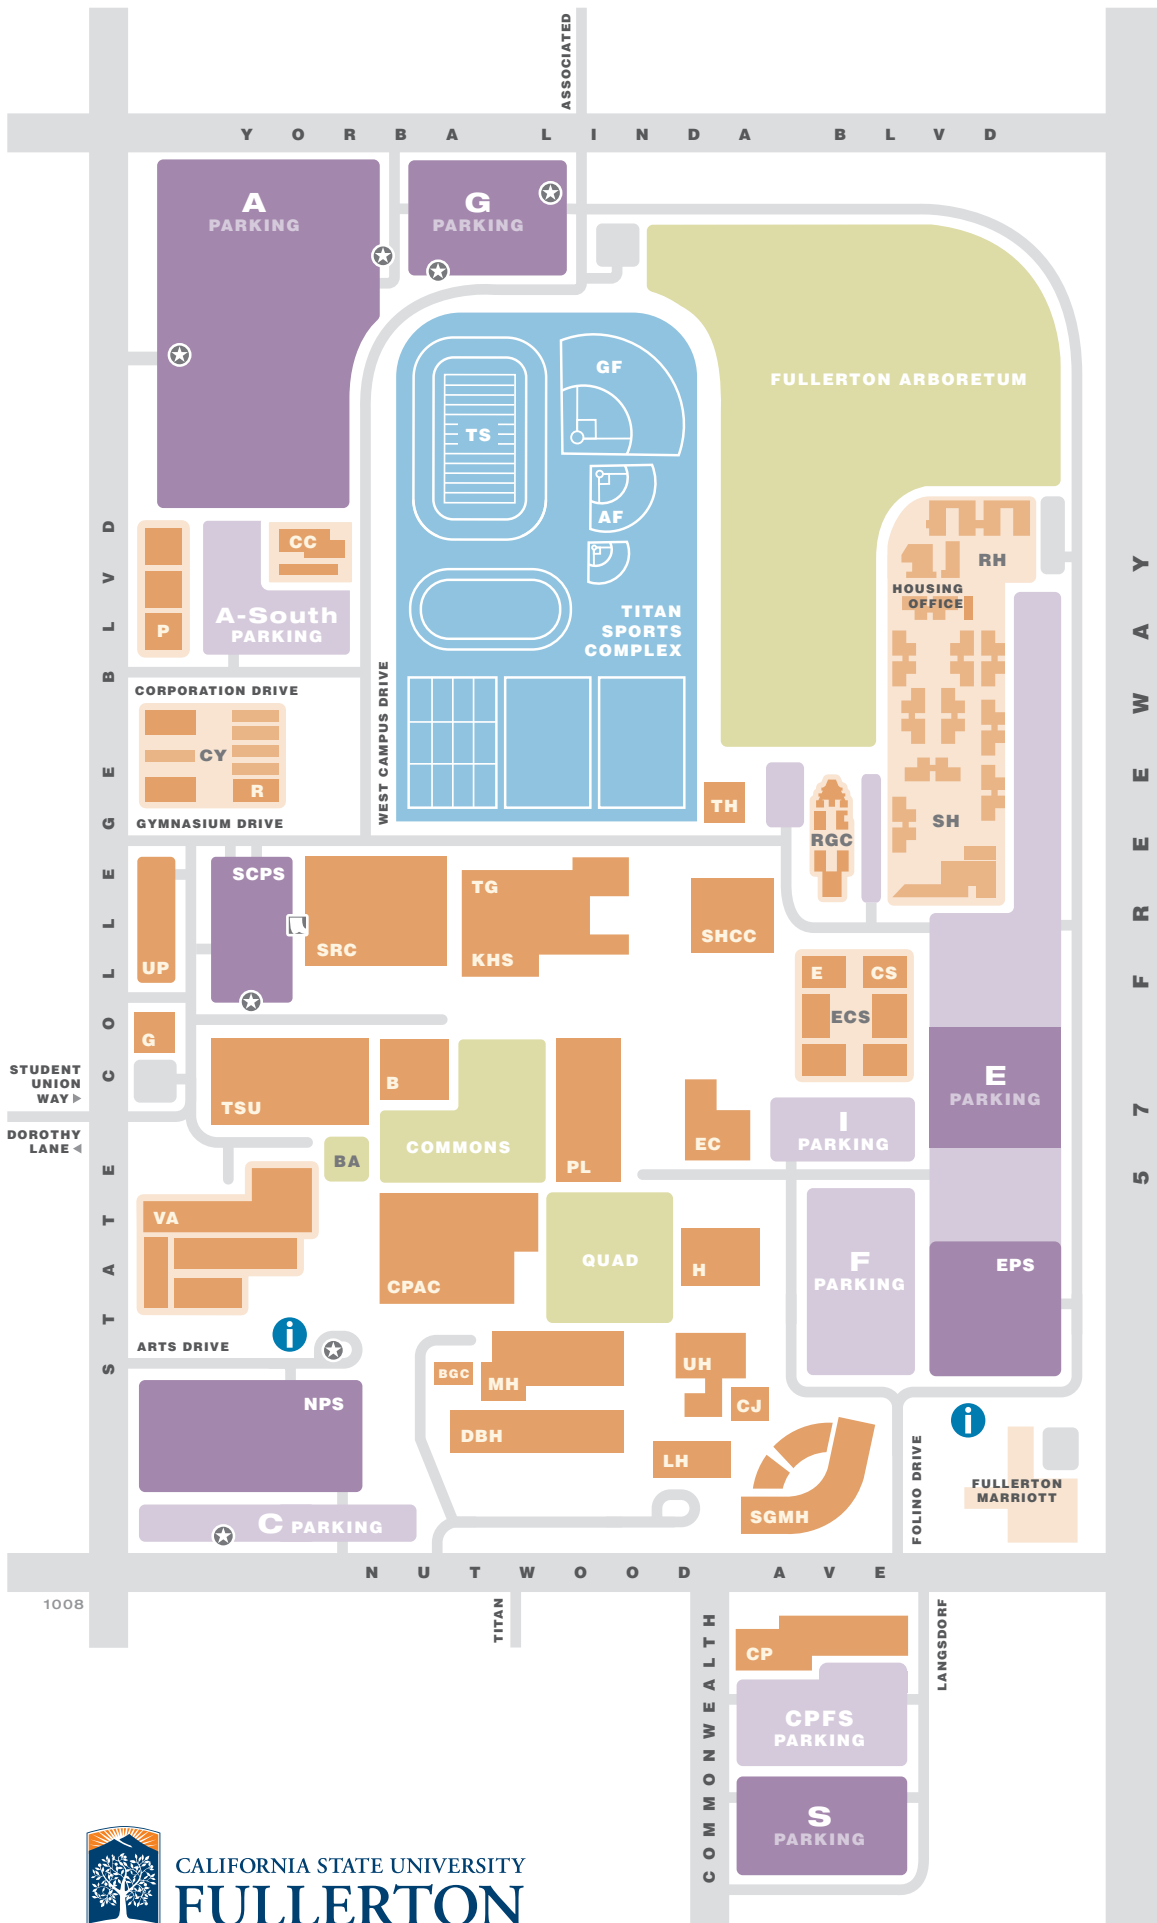 ASSOCIATED
YORBA LINDA BLVD
A
PARKING
G
PARKING
GF
TS
AF
FULLERTON ARBORETUM
TITAN
SPORTS
COMPLEX
CC
P
A-South
PARKING
CORPORATION DRIVE
CY
R
GYMNASIUM DRIVE
WEST CAMPUS DRIVE
STATE COLLEGE BLVD
57 FREEWAY
RH
HOUSING
OFFICE
SH
TH
RGC
SCPS
SRC
TG
KHS
SHCC
UP
E
CS
ECS
G
STUDENT
UNION
WAY
DOROTHY
LANE
TSU
B
COMMONS
BA
PL
EC
I
PARKING
E
PARKING
VA
CPAC
QUAD
H
F
PARKING
EPS
i
ARTS DRIVE
NPS
BGC
MH
DBH
UH
CJ
LH
SGMH
i
FOLINO DRIVE
FULLERTON
MARRIOTT
C PARKING
NUTWOOD AVE
1008
TITAN
COMMONWEALTH
LANGSDORF
CP
CPFS
PARKING
S
PARKING
CALIFORNIA STATE UNIVERSITY
FULLERTON